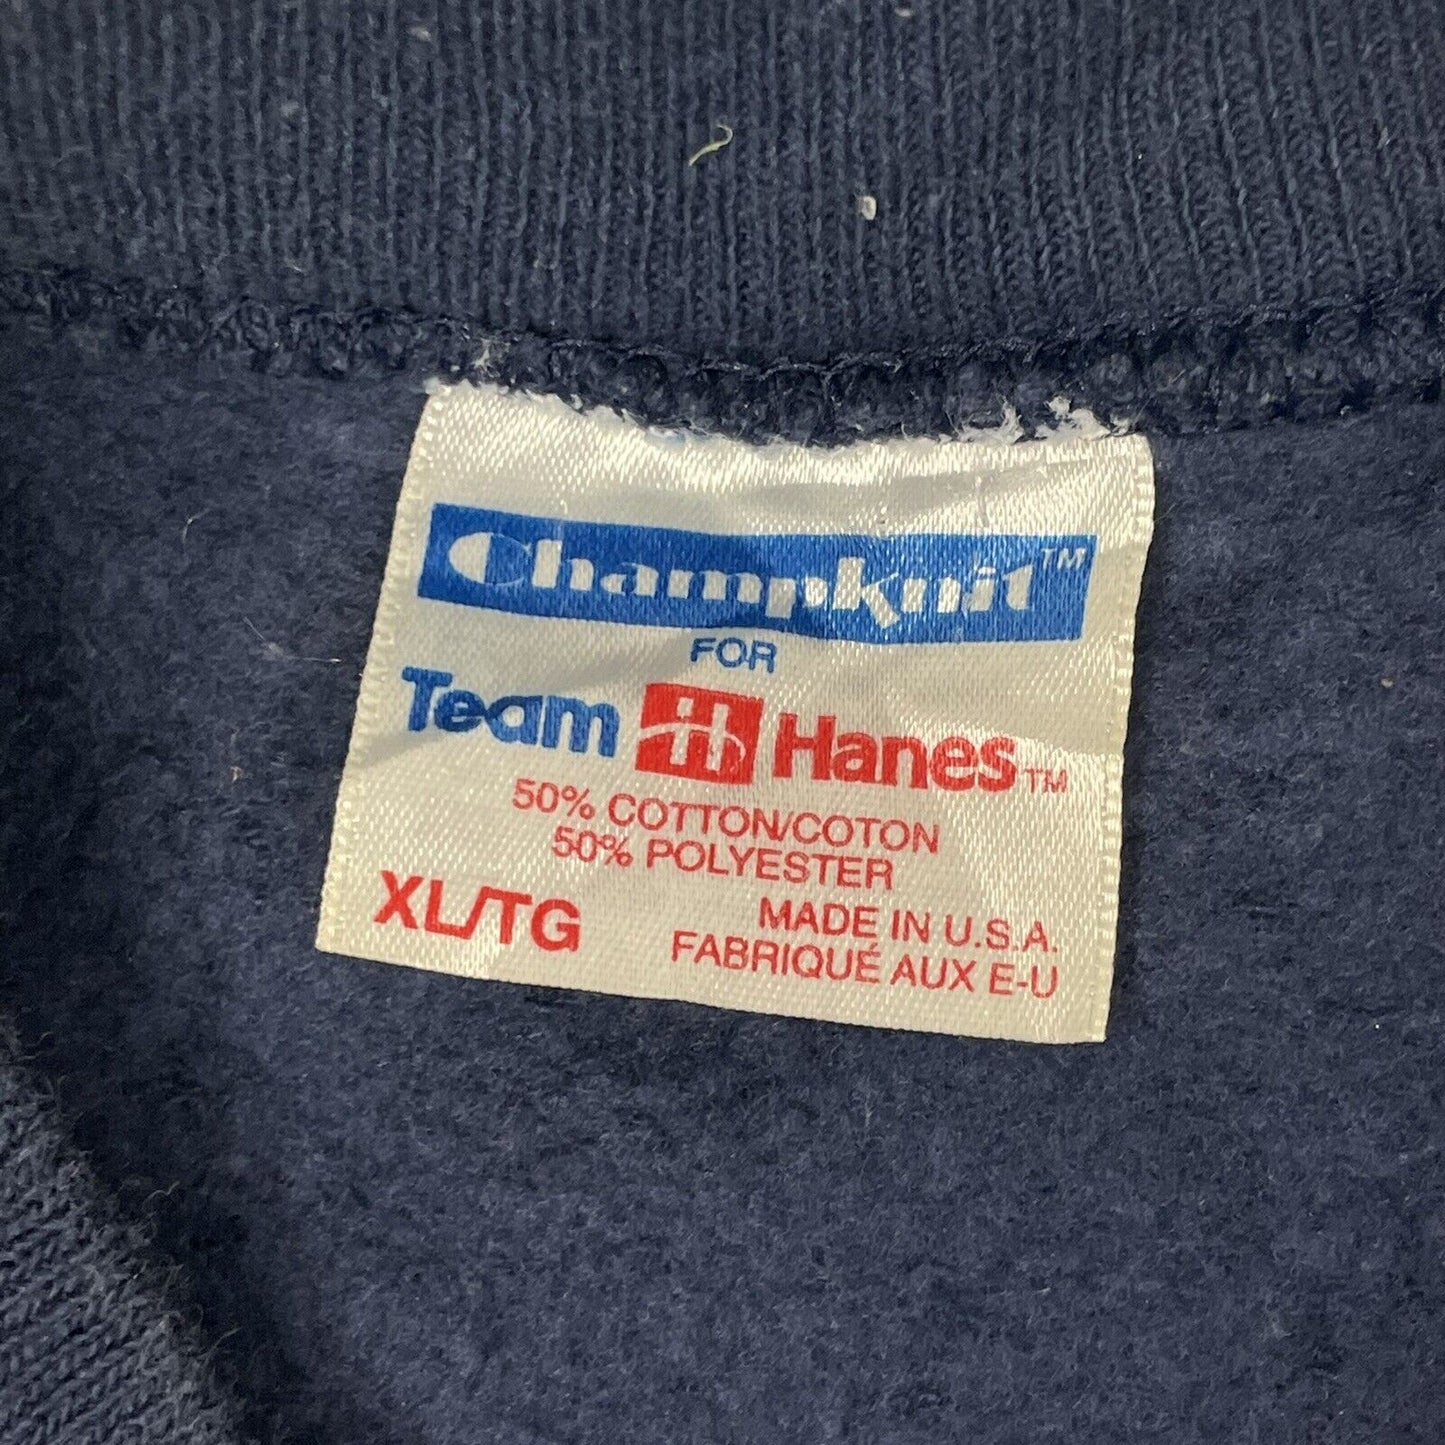 Champknit™
FOR
Team H Hanes™
50% COTTON/COTON
50% POLYESTER
XL/TG
MADE IN U.S.A.
FABRIQUÉ AUX E-U